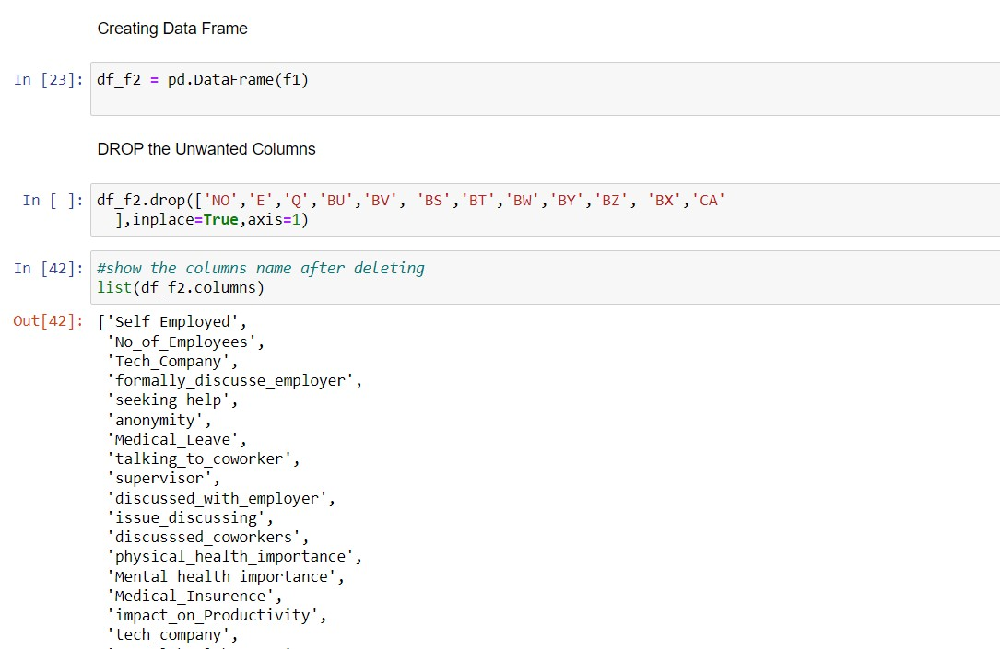 Creating Data Frame
In [23]: df_f2 = pd.DataFrame(f1)
DROP the Unwanted Columns
In [ ]: df_f2.drop(['NO','E','Q','BU','BV', 'BS','BT','BW','BY','BZ', 'BX','CA'
],inplace=True,axis=1)
In [42]: #show the columns name after deleting
list(df_f2.columns)
Out[42]: ['Self_Employed',
'No_of_Employees',
'Tech_Company',
'formally_discusse_employer',
'seeking help',
'anonymity',
'Medical_Leave',
'talking_to_coworker',
'supervisor',
'discussed_with_employer',
'issue_discussing',
'discusssed_coworkers',
'physical_health_importance',
'Mental_health_importance',
'Medical_Insurence',
'impact_on_Productivity',
'tech_company',